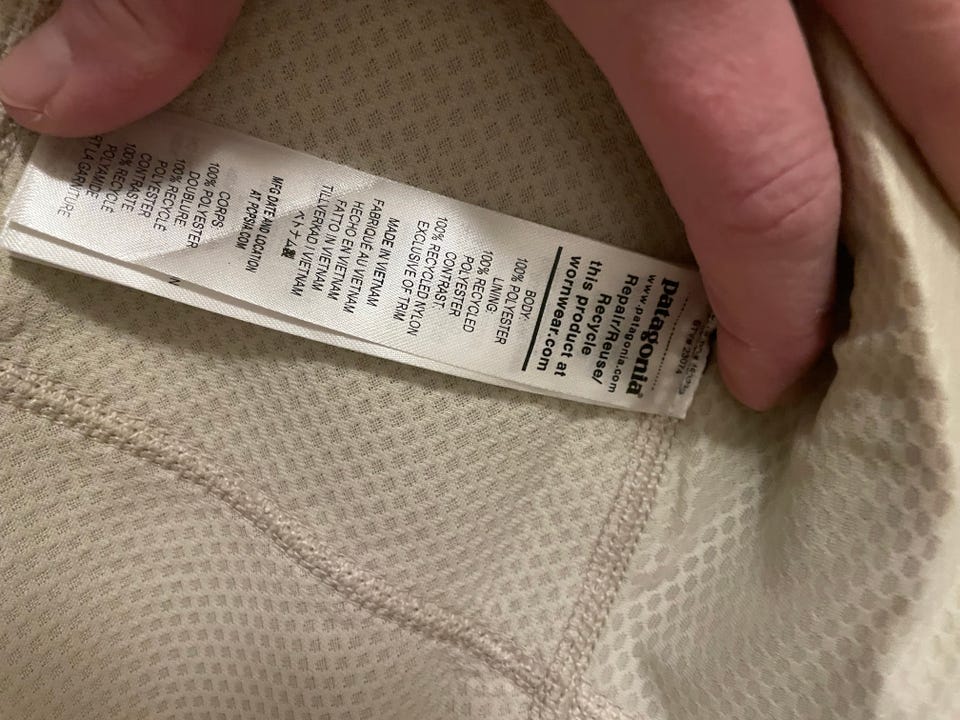 patagonia®
www.patagonia.com
Repair/Reuse/
Recycle
this product at
wornwear.com
BODY:
100% POLYESTER
LINING:
100% RECYCLED
POLYESTER
CONTRAST:
100% RECYCLED NYLON
EXCLUSIVE OF TRIM
MADE IN VIETNAM
FABRIQUÉ AU VIETNAM
HECHO EN VIETNAM
FATTO IN VIETNAM
TILLVERKAD I VIETNAM
ベトナム製
MFG DATE AND LOCATION
AT PCPSIA.COM
CORPS
100% POLYESTER
DOUBLURE
100% RECYCLE
POLYESTER
CONTRASTE
100% RECYCLE
POLYAMIDE
LA GARNITURE
N